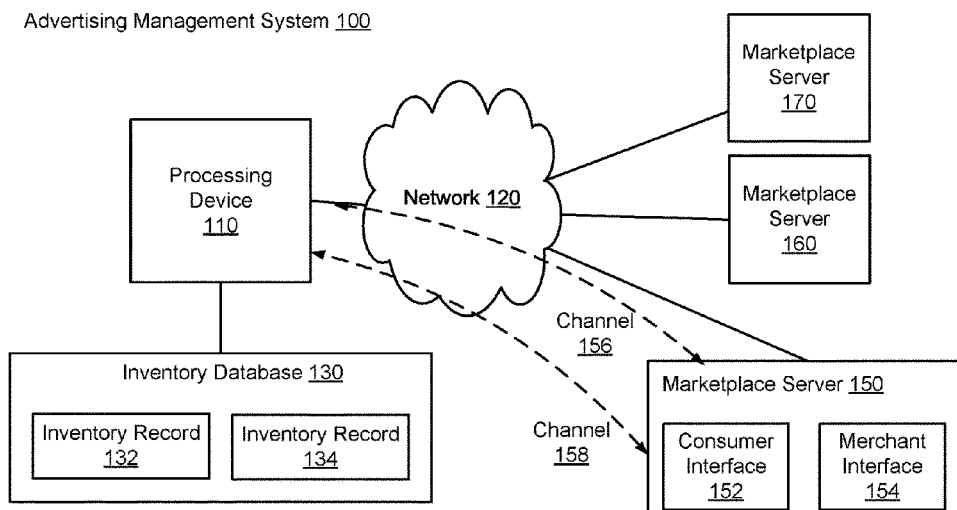 Advertising Management System 100
Marketplace
Server
170
Processing
Device
110
Network 120
Marketplace
Server
160
Channel
156
Inventory Database 130
Inventory Record
132
Inventory Record
134
Channel
158
Marketplace Server 150
Consumer
Interface
152
Merchant
Interface
154